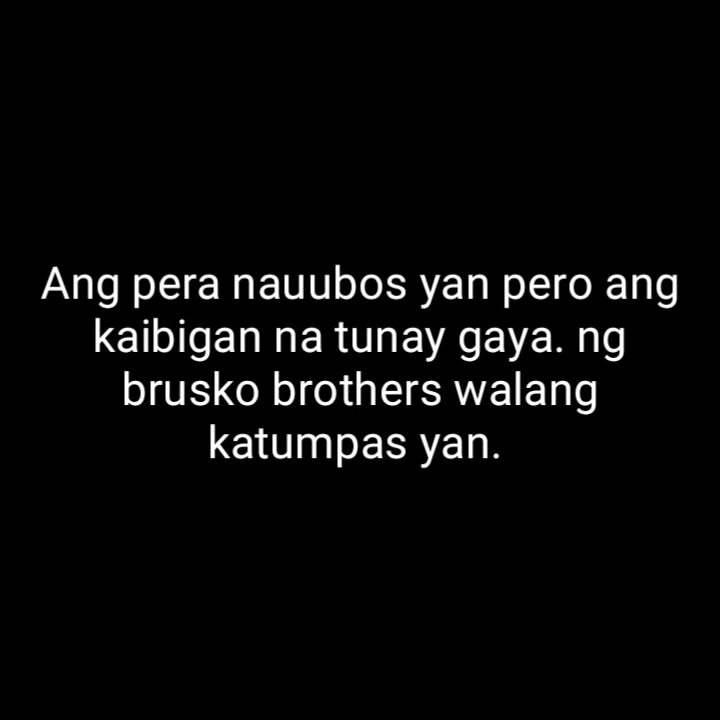 Ang pera nauubos yan pero ang
kaibigan na tunay gaya. ng
brusko brothers walang
katumpas yan.